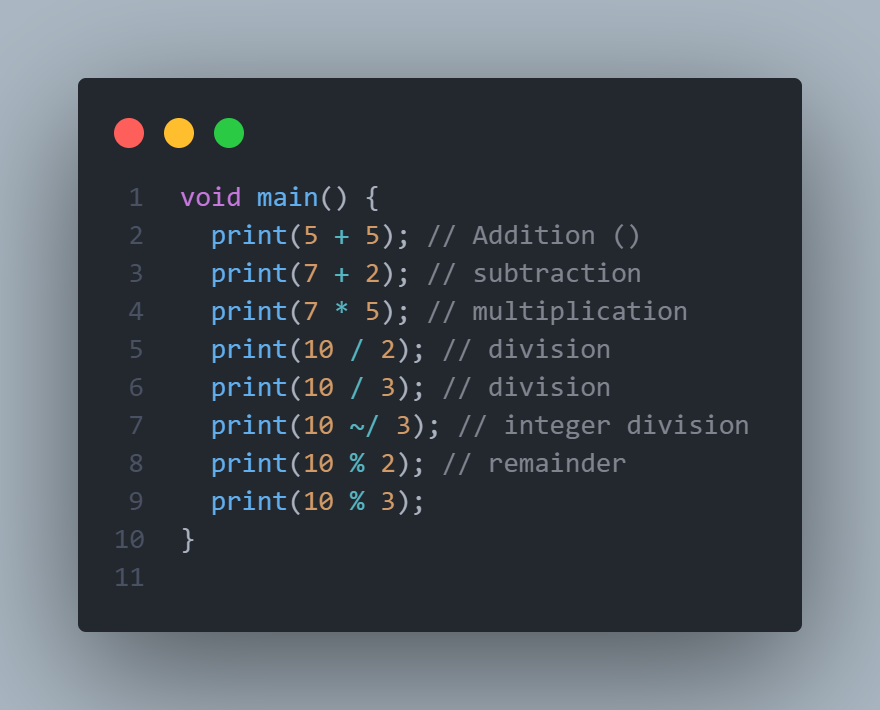 1 void main() {
2   print(5 + 5); // Addition ()
3   print(7 + 2); // subtraction
4   print(7 * 5); // multiplication
5   print(10 / 2); // division
6   print(10 / 3); // division
7   print(10 ~/ 3); // integer division
8   print(10 % 2); // remainder
9   print(10 % 3);
10 }
11